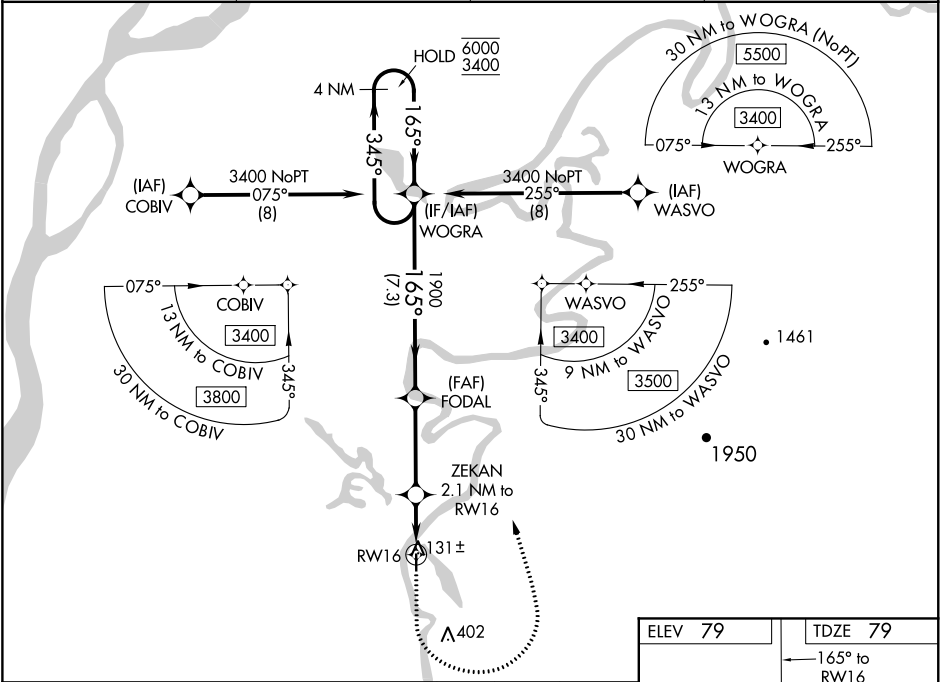 HOLD 6000
3400
4 NM
165°
345°
30 NM to WOGRA (NoPT)
5500
13 NM to WOGRA
3400
075°
255°
WOGRA
(IAF)
COBIV
3400 NoPT
075°
(8)
(IF/IAF)
WOGRA
3400 NoPT
255°
(8)
(IAF)
WASVO
1900
165°
(7.3)
075°
COBIV
13 NM to COBIV
3400
345°
3800
30 NM to COBIV
WASVO
255°
3400
9 NM to WASVO
345°
3500
30 NM to WASVO
1461
1950
(FAF)
FODAL
ZEKAN
2.1 NM to
RW16
RW16
131±
402
ELEV 79
TDZE 79
165° to
RW16